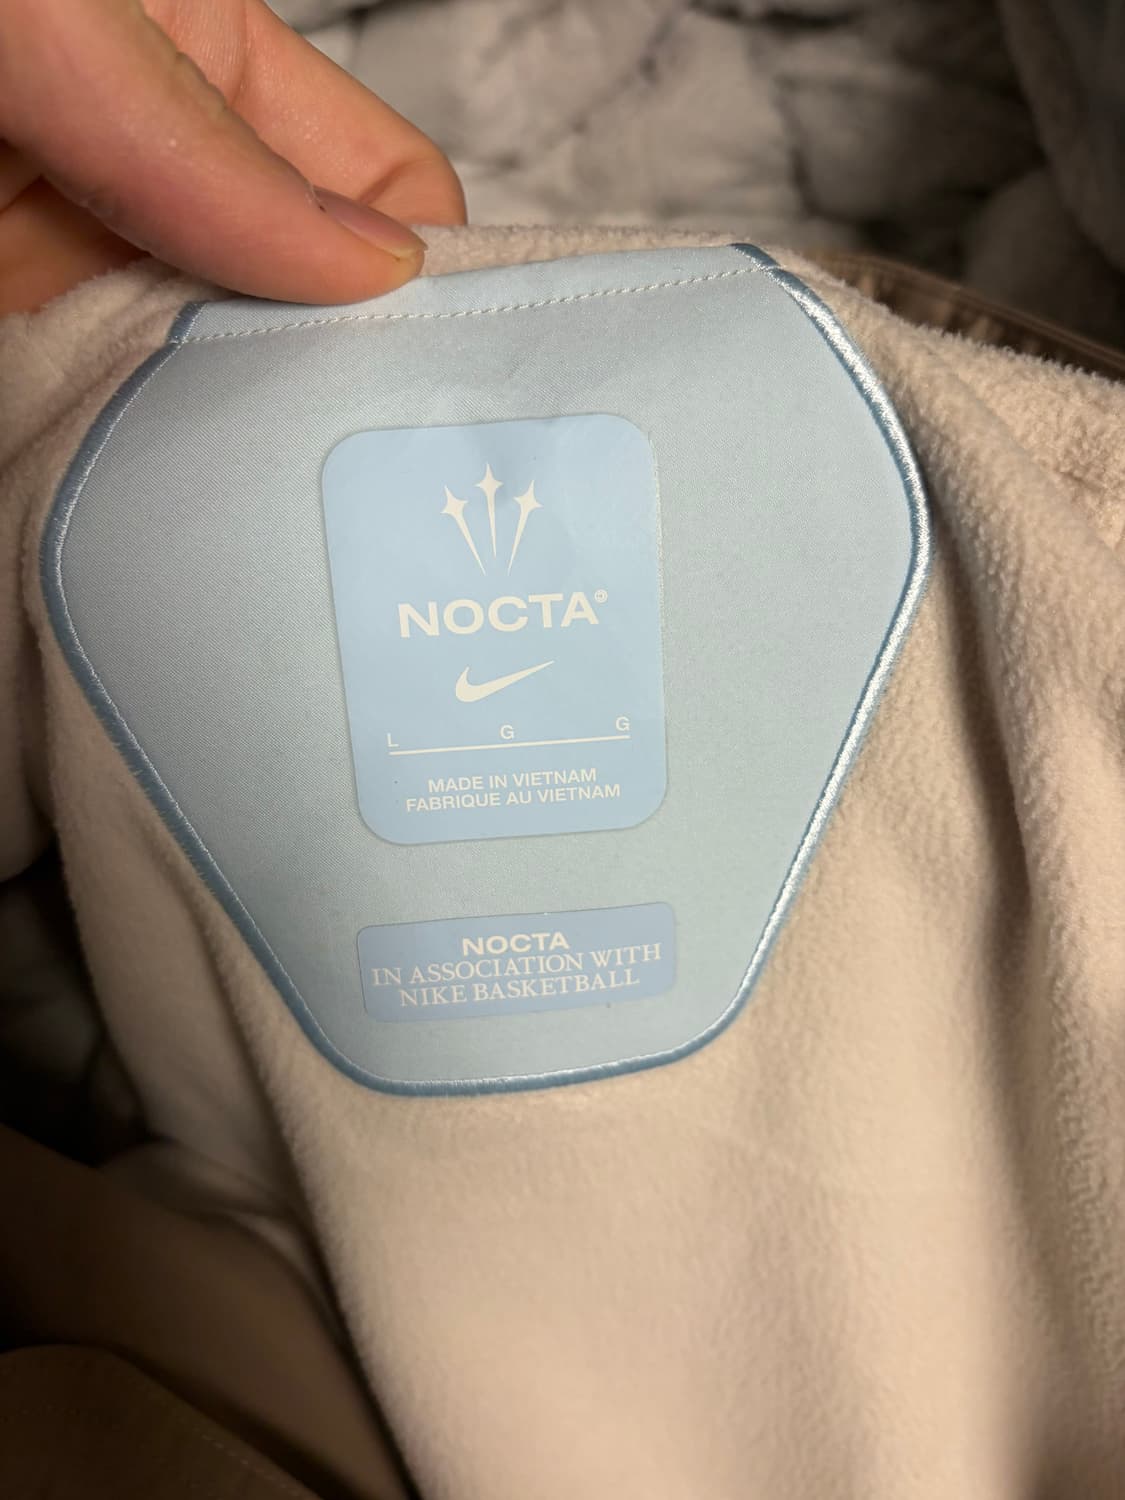 NOCTA
L G G
MADE IN VIETNAM
FABRIQUE AU VIETNAM
NOCTA
IN ASSOCIATION WITH
NIKE BASKETBALL